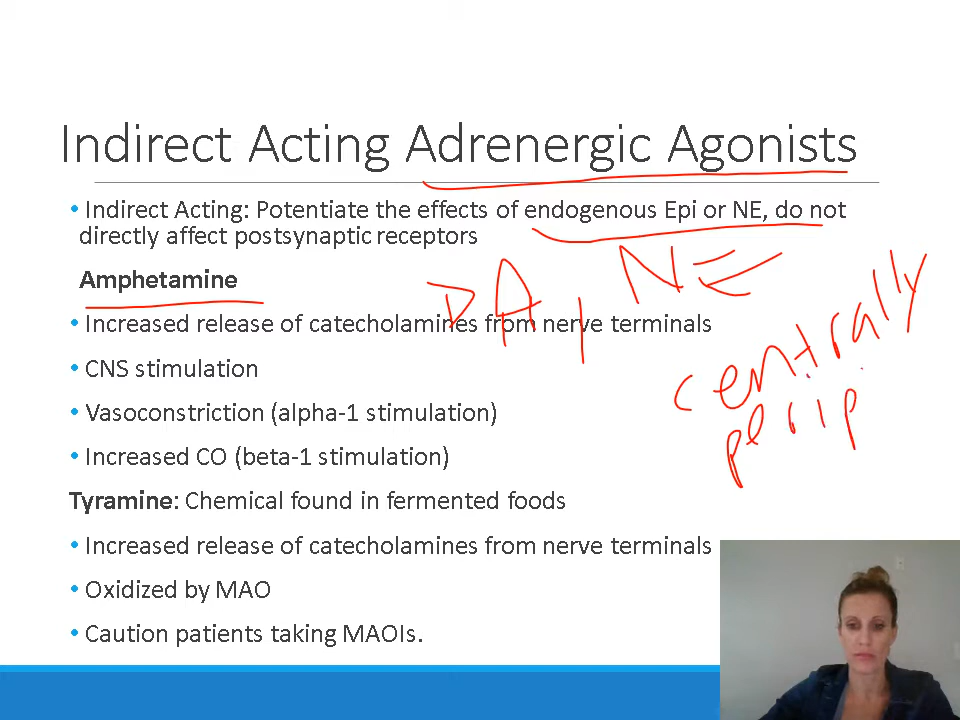 Indirect Acting Adrenergic Agonists
• Indirect Acting: Potentiate the effects of endogenous Epi or NE, do not
directly affect postsynaptic receptors
Amphetamine
DA, NE
• Increased release of catecholamines from nerve terminals
centrally
• CNS stimulation
• Vasoconstriction (alpha-1 stimulation)
perip
• Increased CO (beta-1 stimulation)
Tyramine: Chemical found in fermented foods
• Increased release of catecholamines from nerve terminals
• Oxidized by MAO
• Caution patients taking MAOIs.